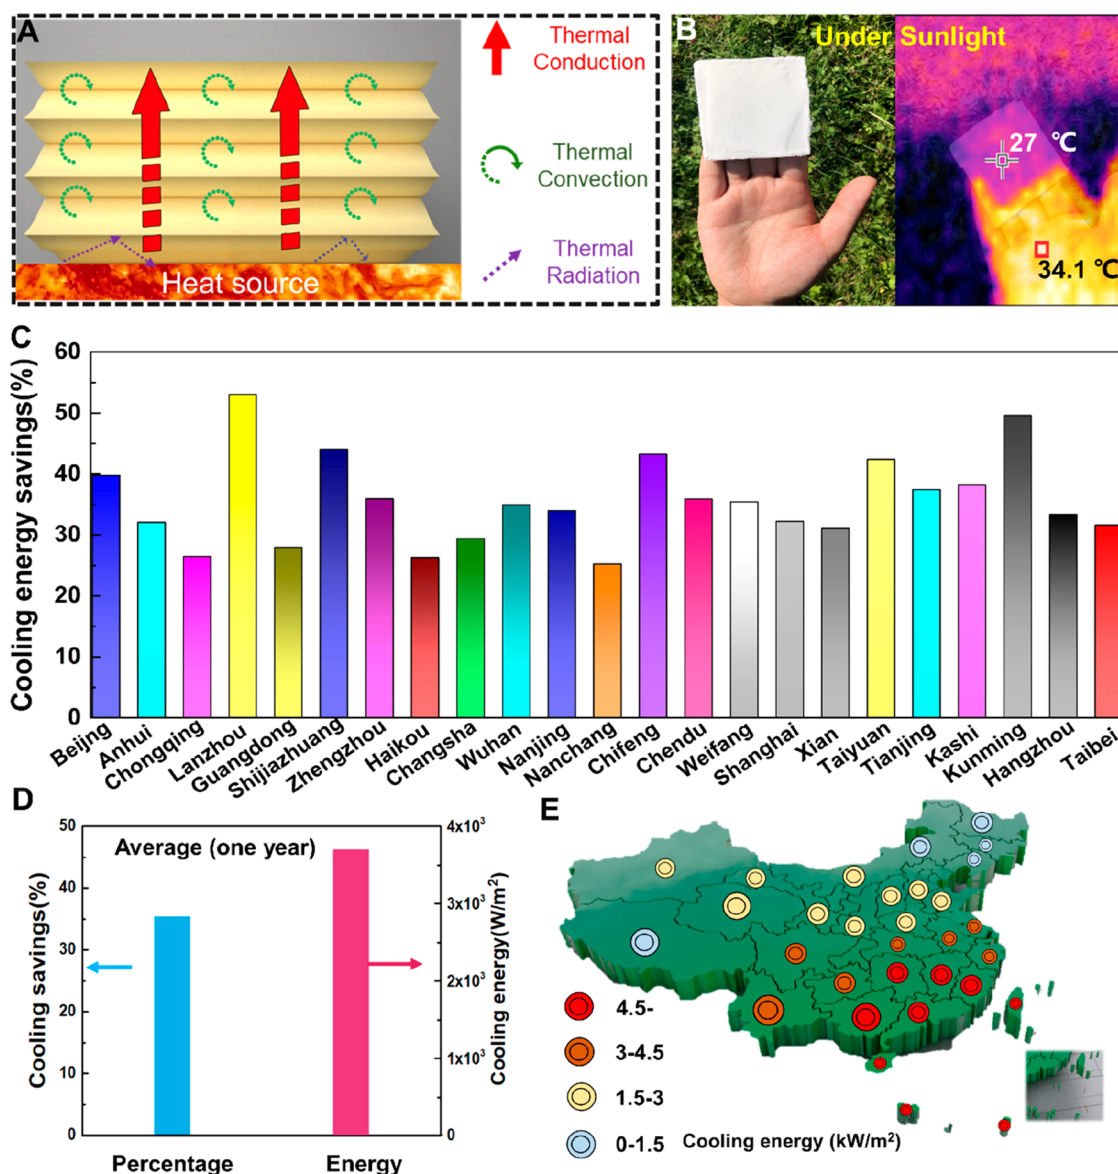 A
Thermal
Conduction
Thermal
Convection
Thermal
Radiation
Heat source
B
Under Sunlight
27 ℃
34.1 ℃
C
Cooling energy savings(%)
60
50
40
30
20
10
0
Beijng
Anhui
Chongqing
Lanzhou
Guangdong
Shijiazhuang
Zhengzhou
Haikou
Changsha
Wuhan
Nanjing
Nanchang
Chifeng
Chendu
Weifang
Shanghai
Xian
Taiyuan
Tianjing
Kashi
Kunming
Hangzhou
Taibei
D
Cooling savings(%)
50
40
30
20
10
0
Average (one year)
4x10³
3x10³
2x10³
1x10³
0
Cooling energy(W/m²)
Percentage
Energy
E
4.5-
3-4.5
1.5-3
0-1.5
Cooling energy (kW/m²)